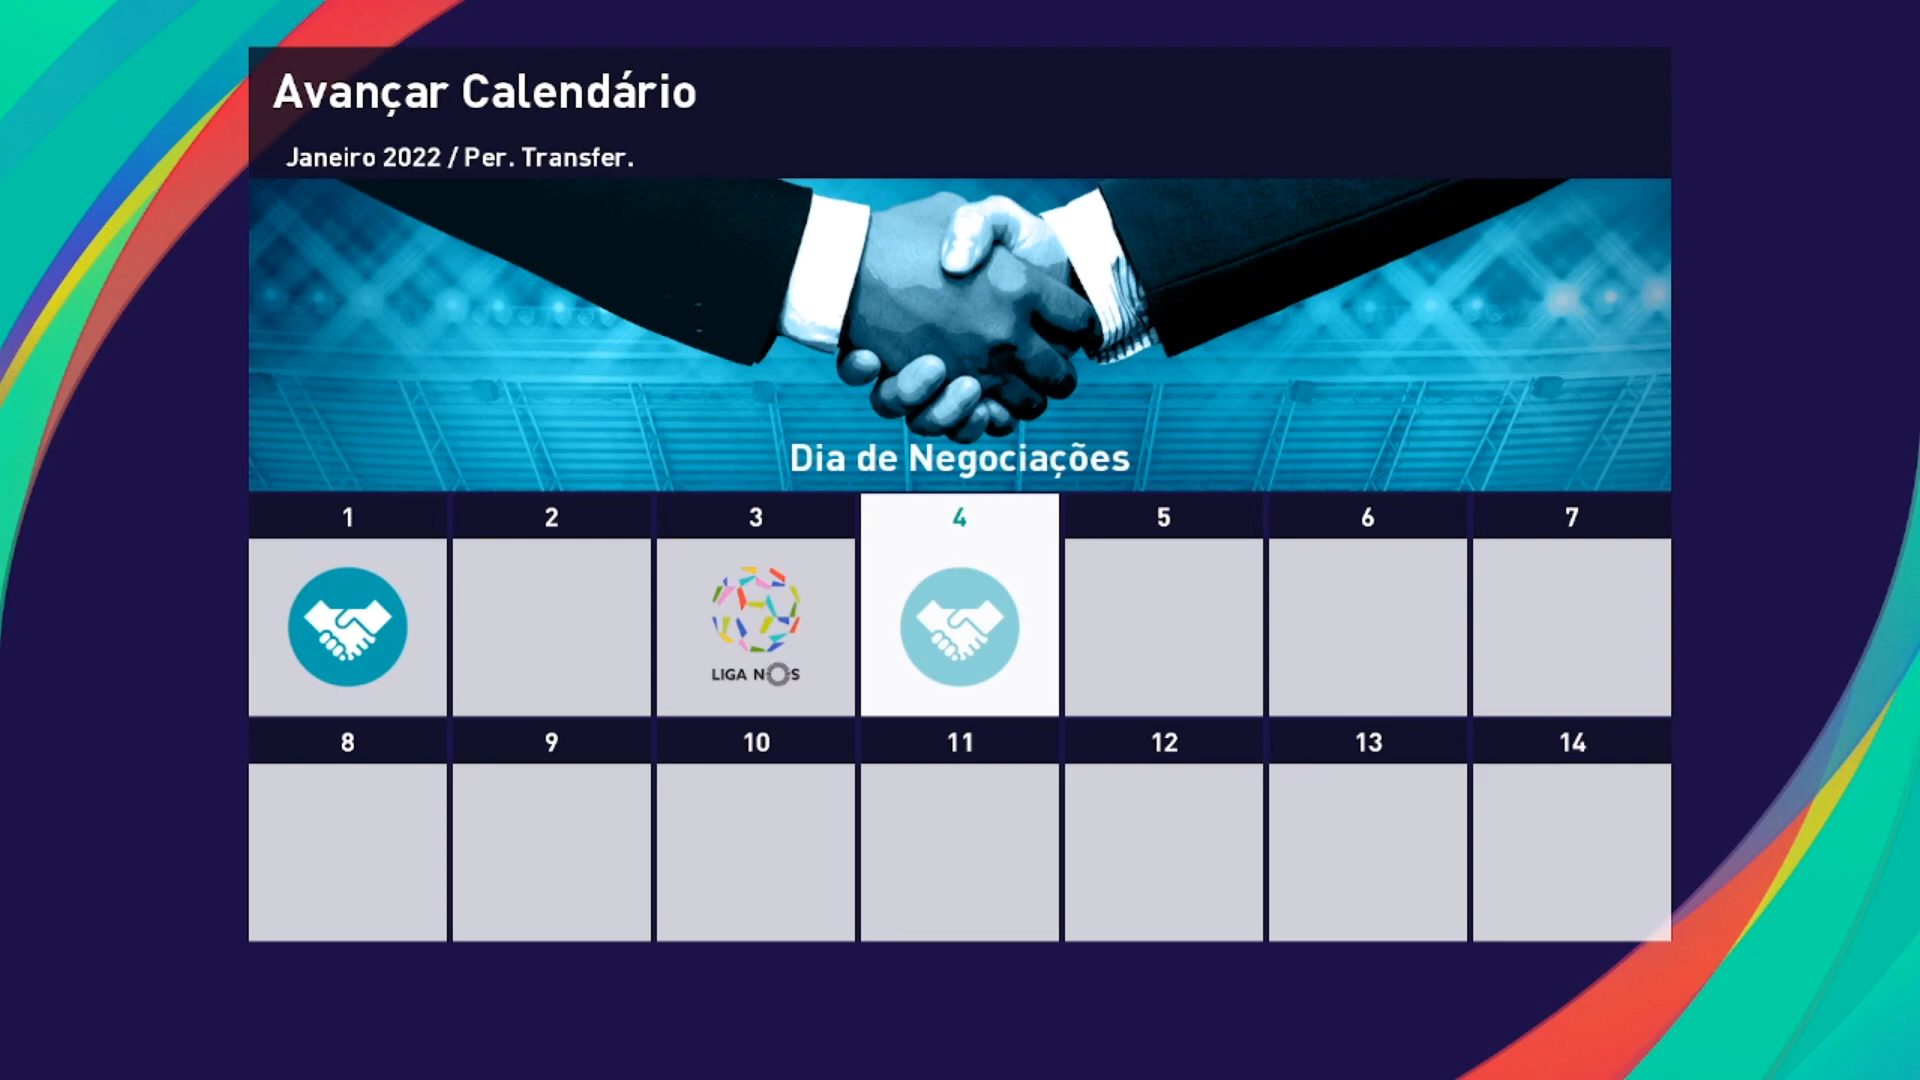 Avançar Calendário
Janeiro 2022 / Per. Transfer.
Dia de Negociações
1 2 3 4 5 6 7
LIGA NOS
8 9 10 11 12 13 14